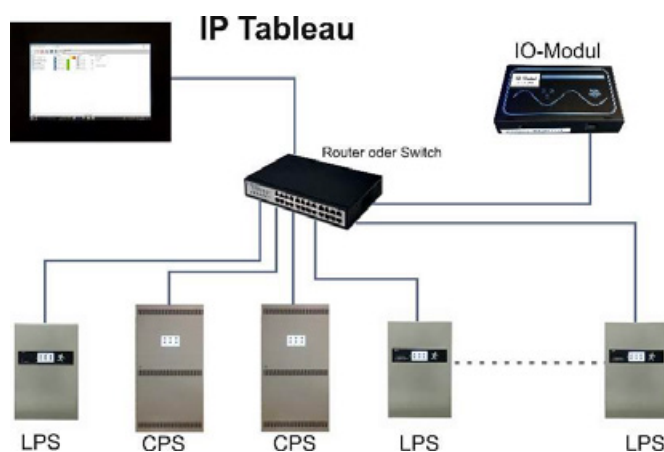 IP Tableau
IO-Modul
Router oder Switch
LPS
CPS
CPS
LPS
LPS